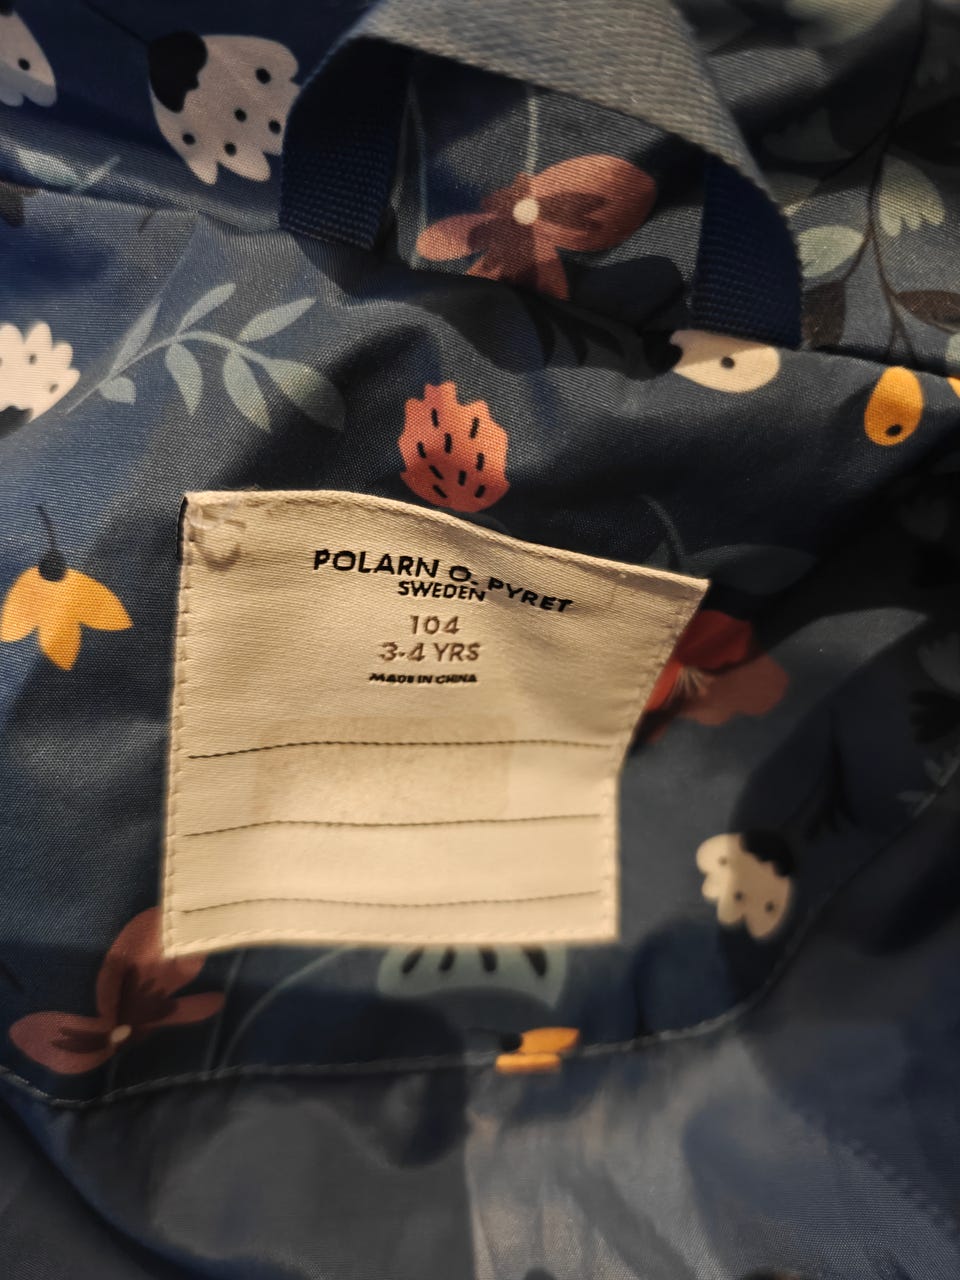 POLARN O. PYRET
SWEDEN
104
3-4 YRS
MADE IN CHINA